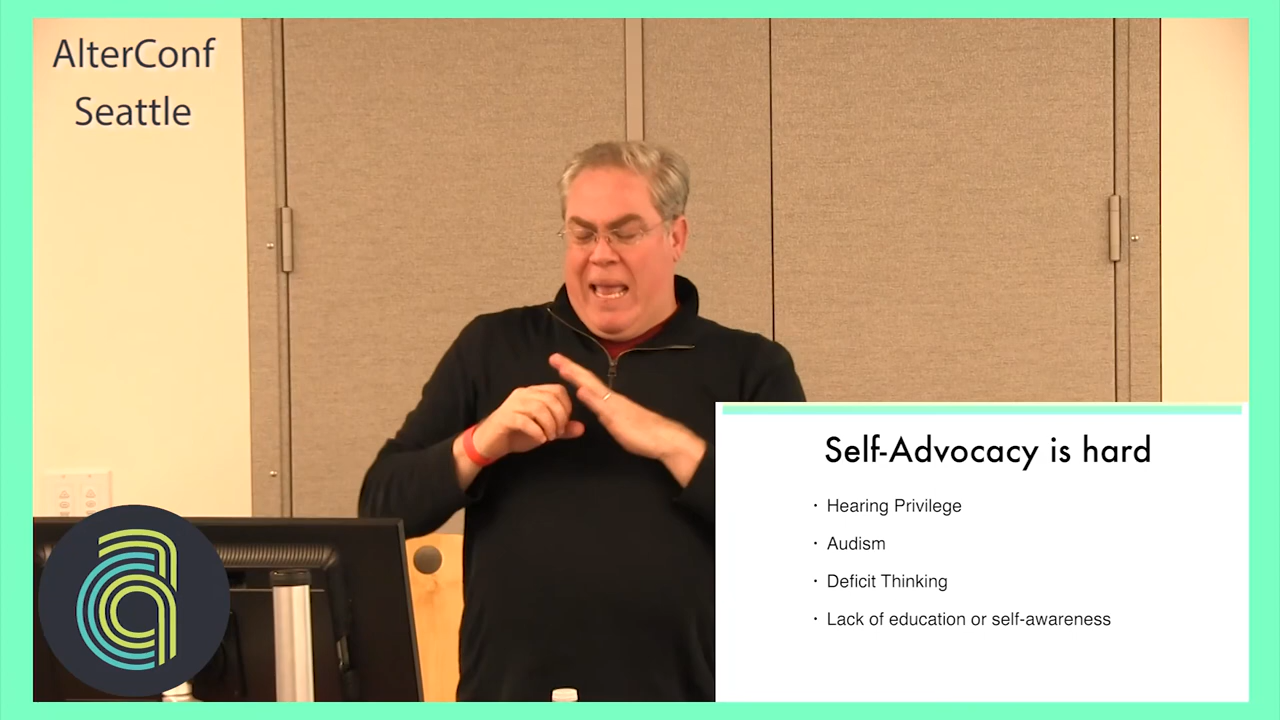 AlterConf
Seattle
Self-Advocacy is hard
· Hearing Privilege
· Audism
· Deficit Thinking
· Lack of education or self-awareness